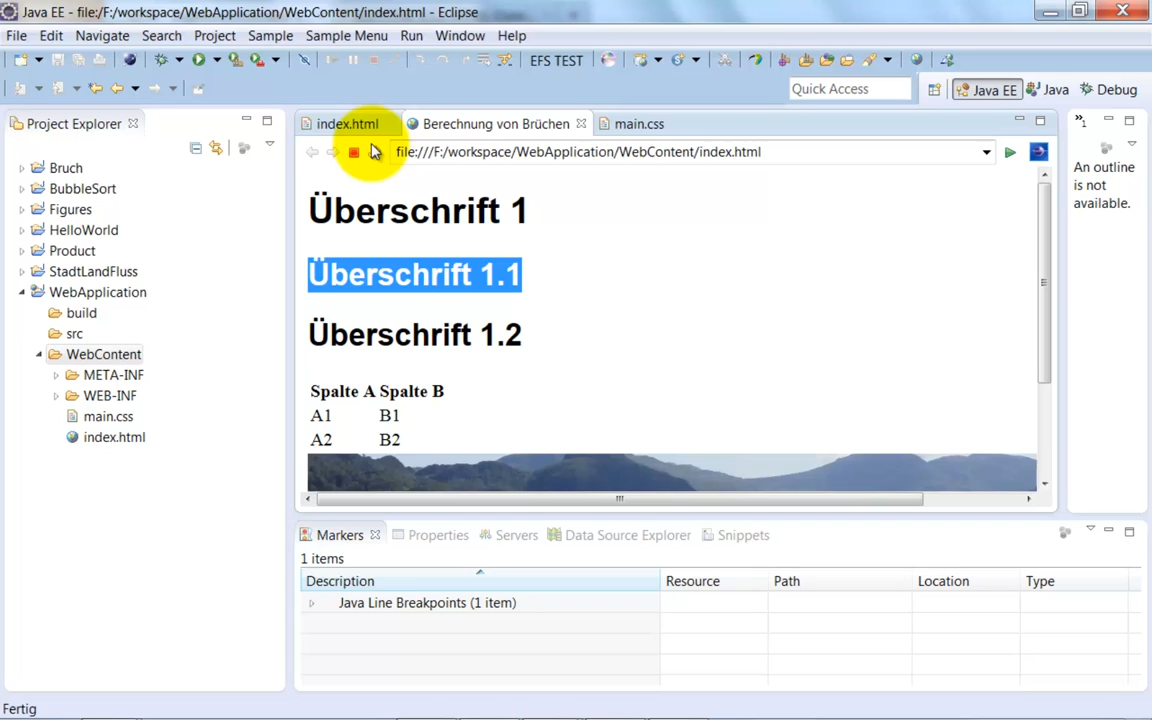 Java EE - file:/F:/workspace/WebApplication/WebContent/index.html - Eclipse
File Edit Navigate Search Project Sample Sample Menu Run Window Help
EFS TEST
Quick Access Java EE Java Debug
Project Explorer
Bruch
BubbleSort
Figures
HelloWorld
Product
StadtLandFluss
WebApplication
build
src
WebContent
META-INF
WEB-INF
main.css
index.html
index.html Berechnung von Brüchen main.css
file:///F:/workspace/WebApplication/WebContent/index.html
Überschrift 1
Überschrift 1.1
Überschrift 1.2
Spalte A Spalte B
A1 B1
A2 B2
»1
An outline
is not
available.
Markers Properties Servers Data Source Explorer Snippets
1 items
Description Resource Path Location Type
Java Line Breakpoints (1 item)
Fertig